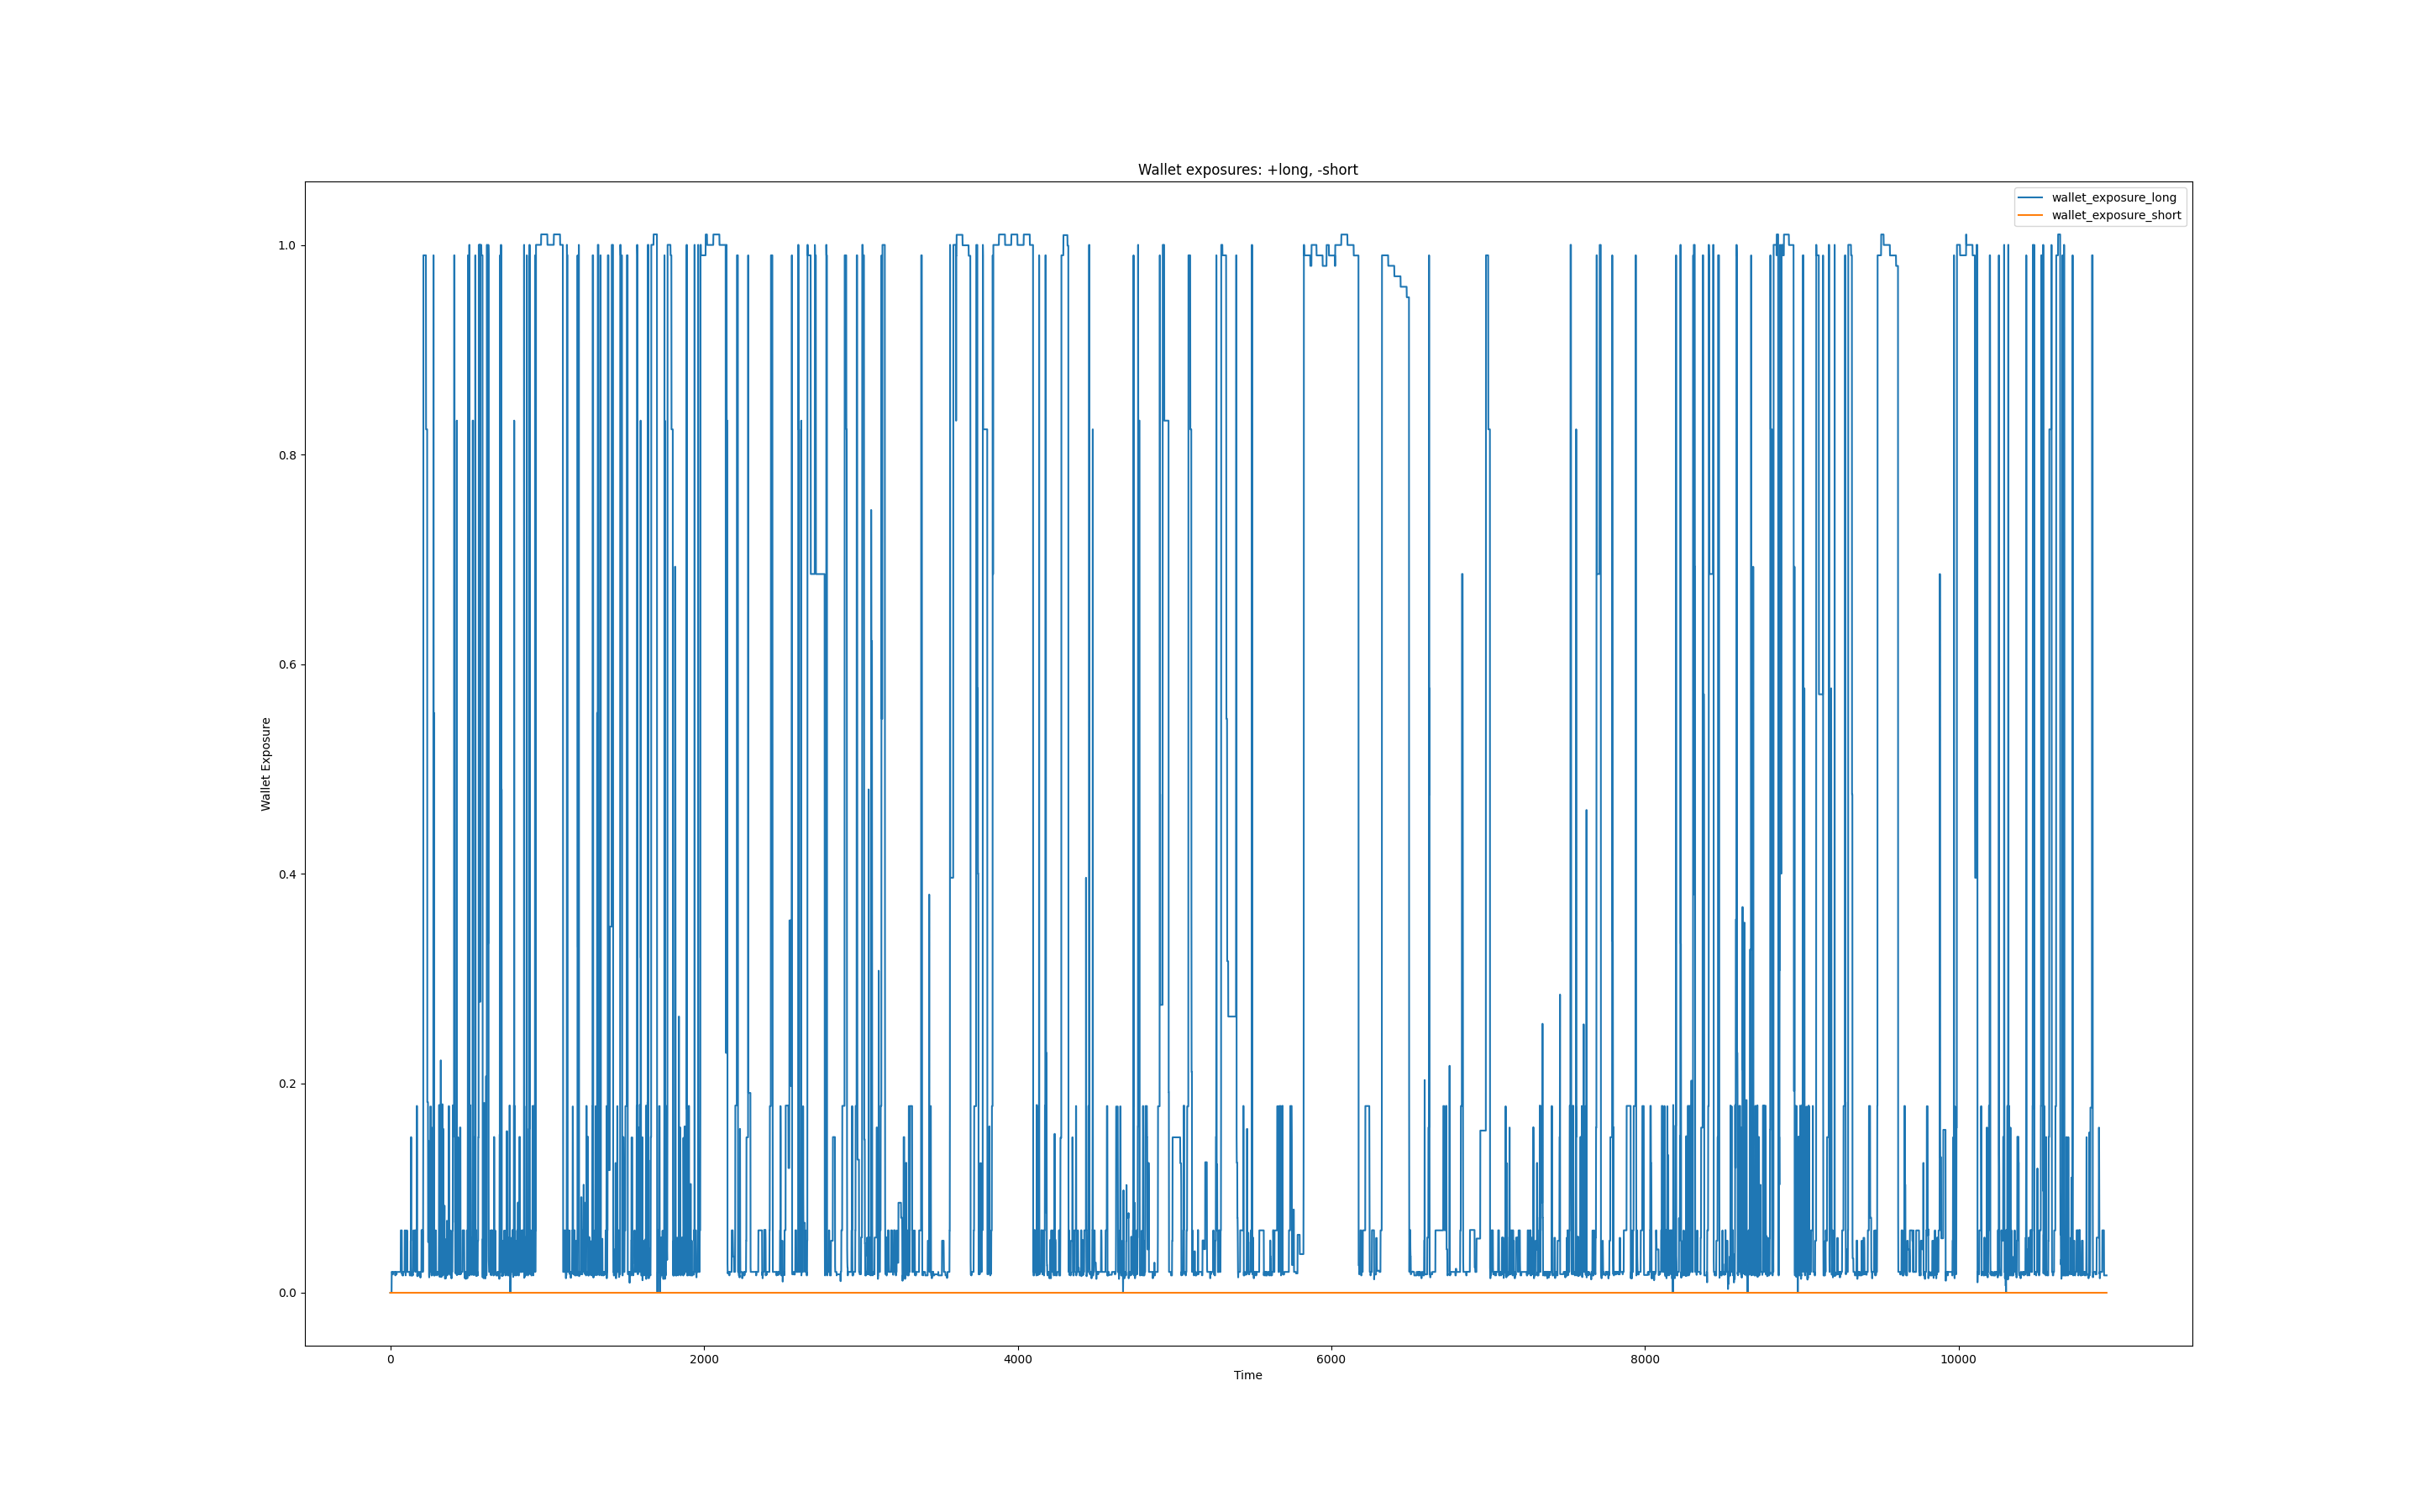 Wallet exposures: +long, -short
wallet_exposure_long
wallet_exposure_short
1.0
0.8
0.6
0.4
0.2
0.0
Wallet Exposure
0 2000 4000 6000 8000 10000
Time